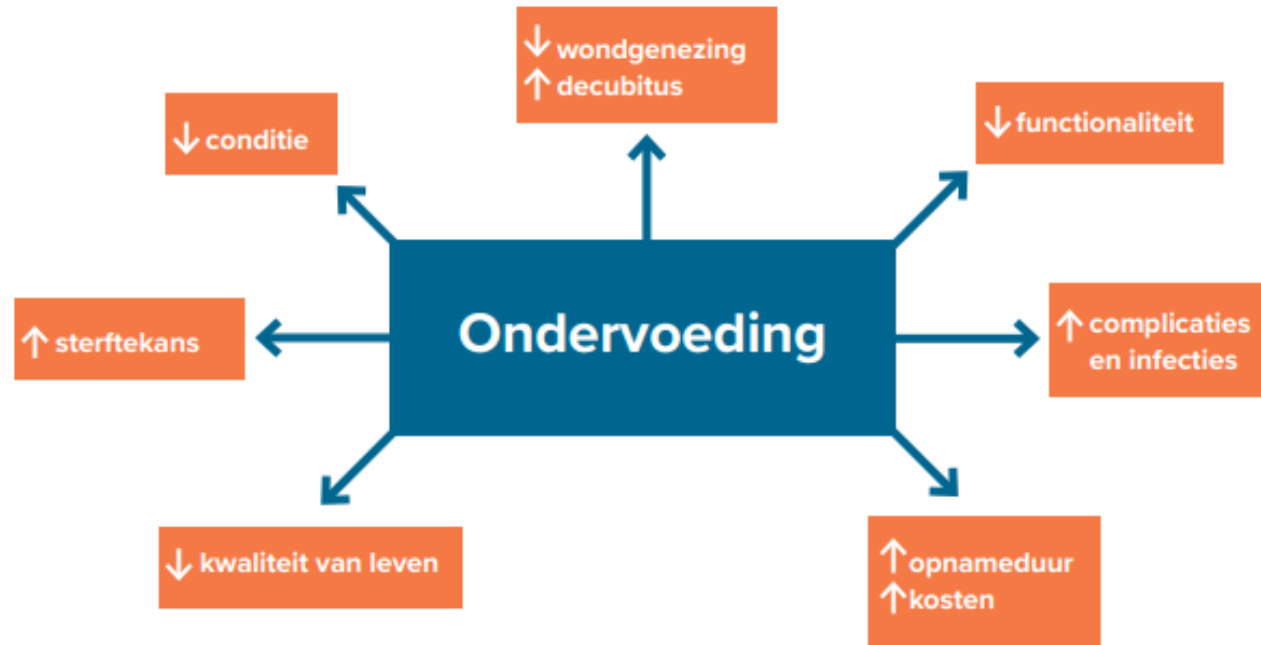 ↓ wondgenezing
↑ decubitus
↓ conditie
↓ functionaliteit
Ondervoeding
↑ sterftekans
↑ complicaties
en infecties
↓ kwaliteit van leven
↑ opnameduur
↑ kosten